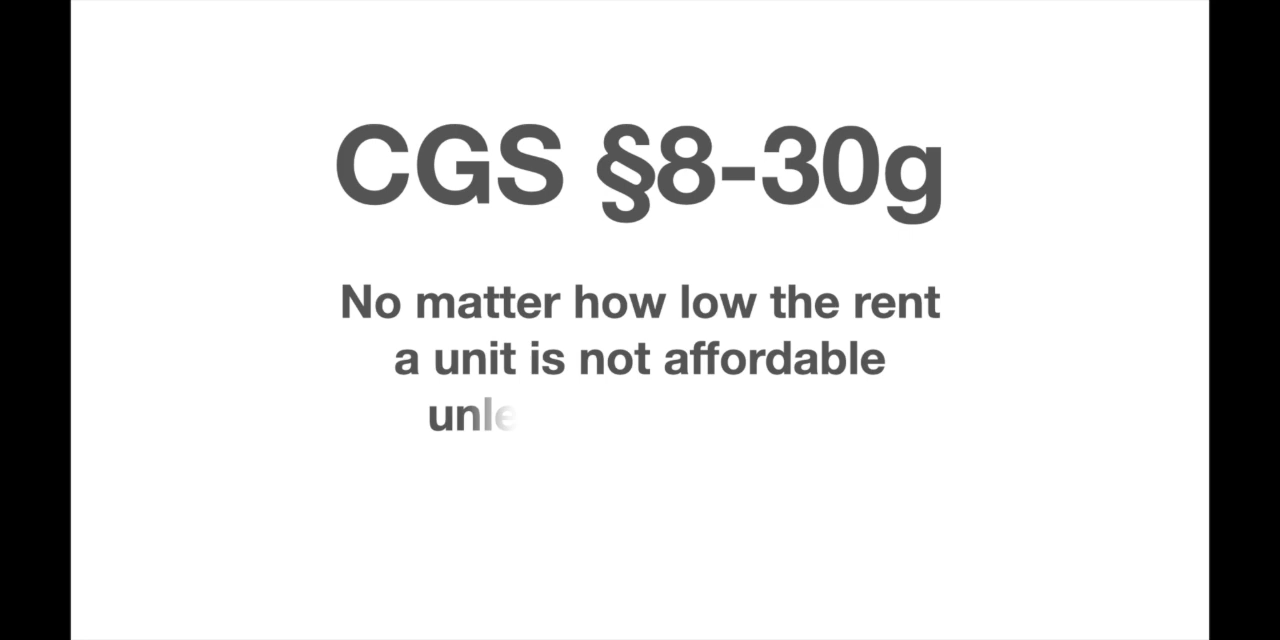 CGS §8-30g
No matter how low the rent
a unit is not affordable